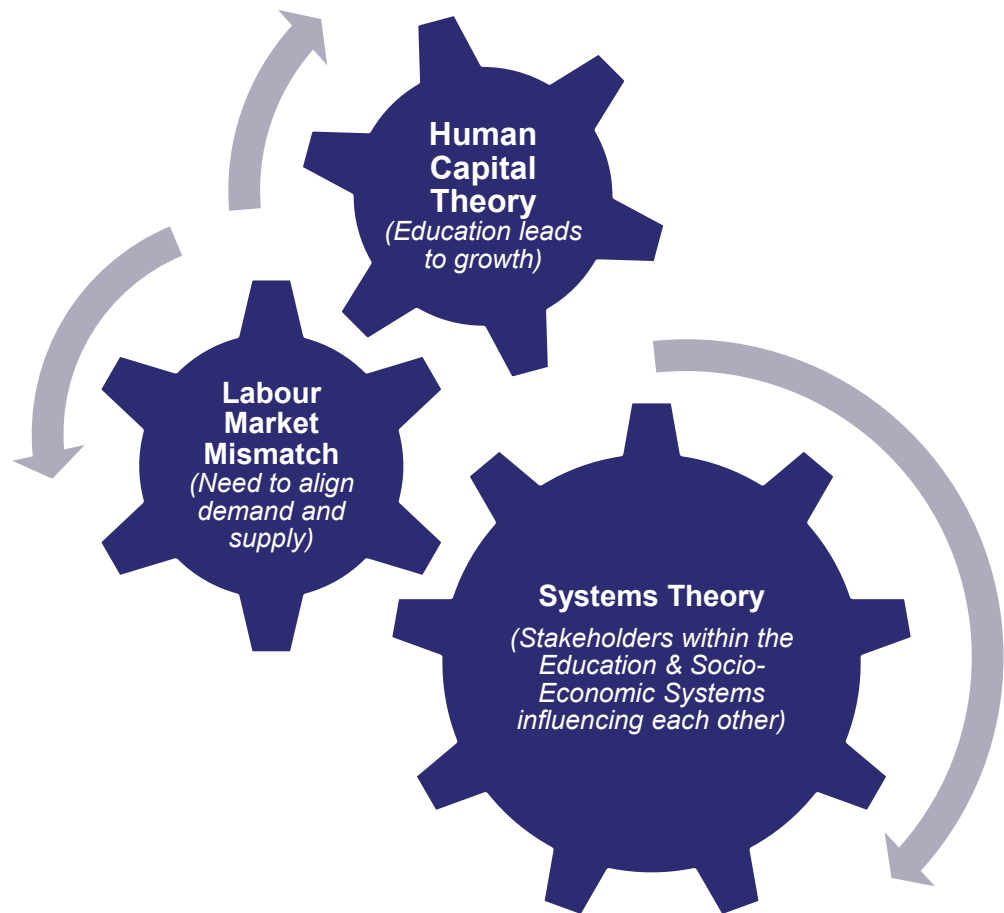 Human
Capital
Theory
(Education leads
to growth)
Labour
Market
Mismatch
(Need to align
demand and
supply)
Systems Theory
(Stakeholders within the
Education & Socio-
Economic Systems
influencing each other)